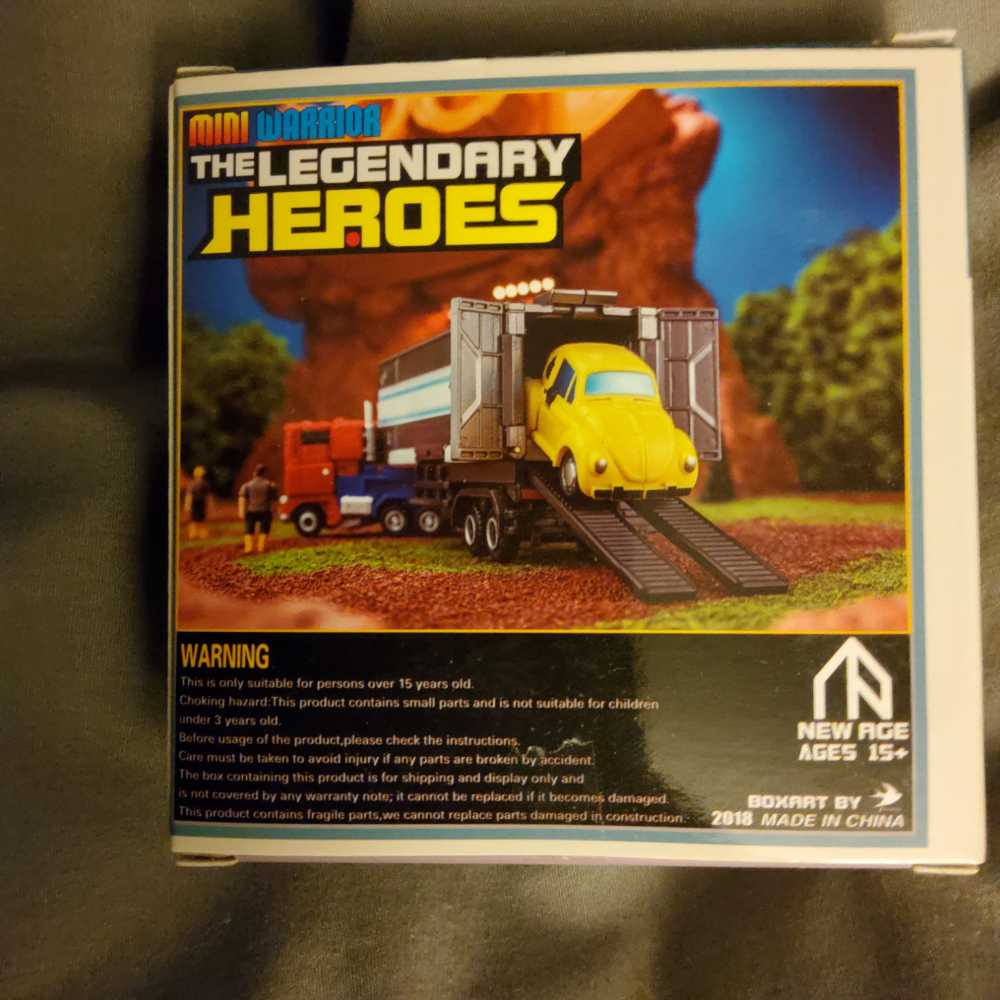 MINI WARRIOR
THE LEGENDARY
HEROES
WARNING
This is only suitable for persons over 15 years old.
Choking hazard:This product contains small parts and is not suitable for children
under 3 years old.
Before usage of the product,please check the instructions.
Care must be taken to avoid injury if any parts are broken by accident.
The box containing this product is for shipping and display only and
is not covered by any warranty note; it cannot be replaced if it becomes damaged.
This product contains fragile parts,we cannot replace parts damaged in construction.
NEW AGE
AGES 15+
BOXART BY
2018 MADE IN CHINA